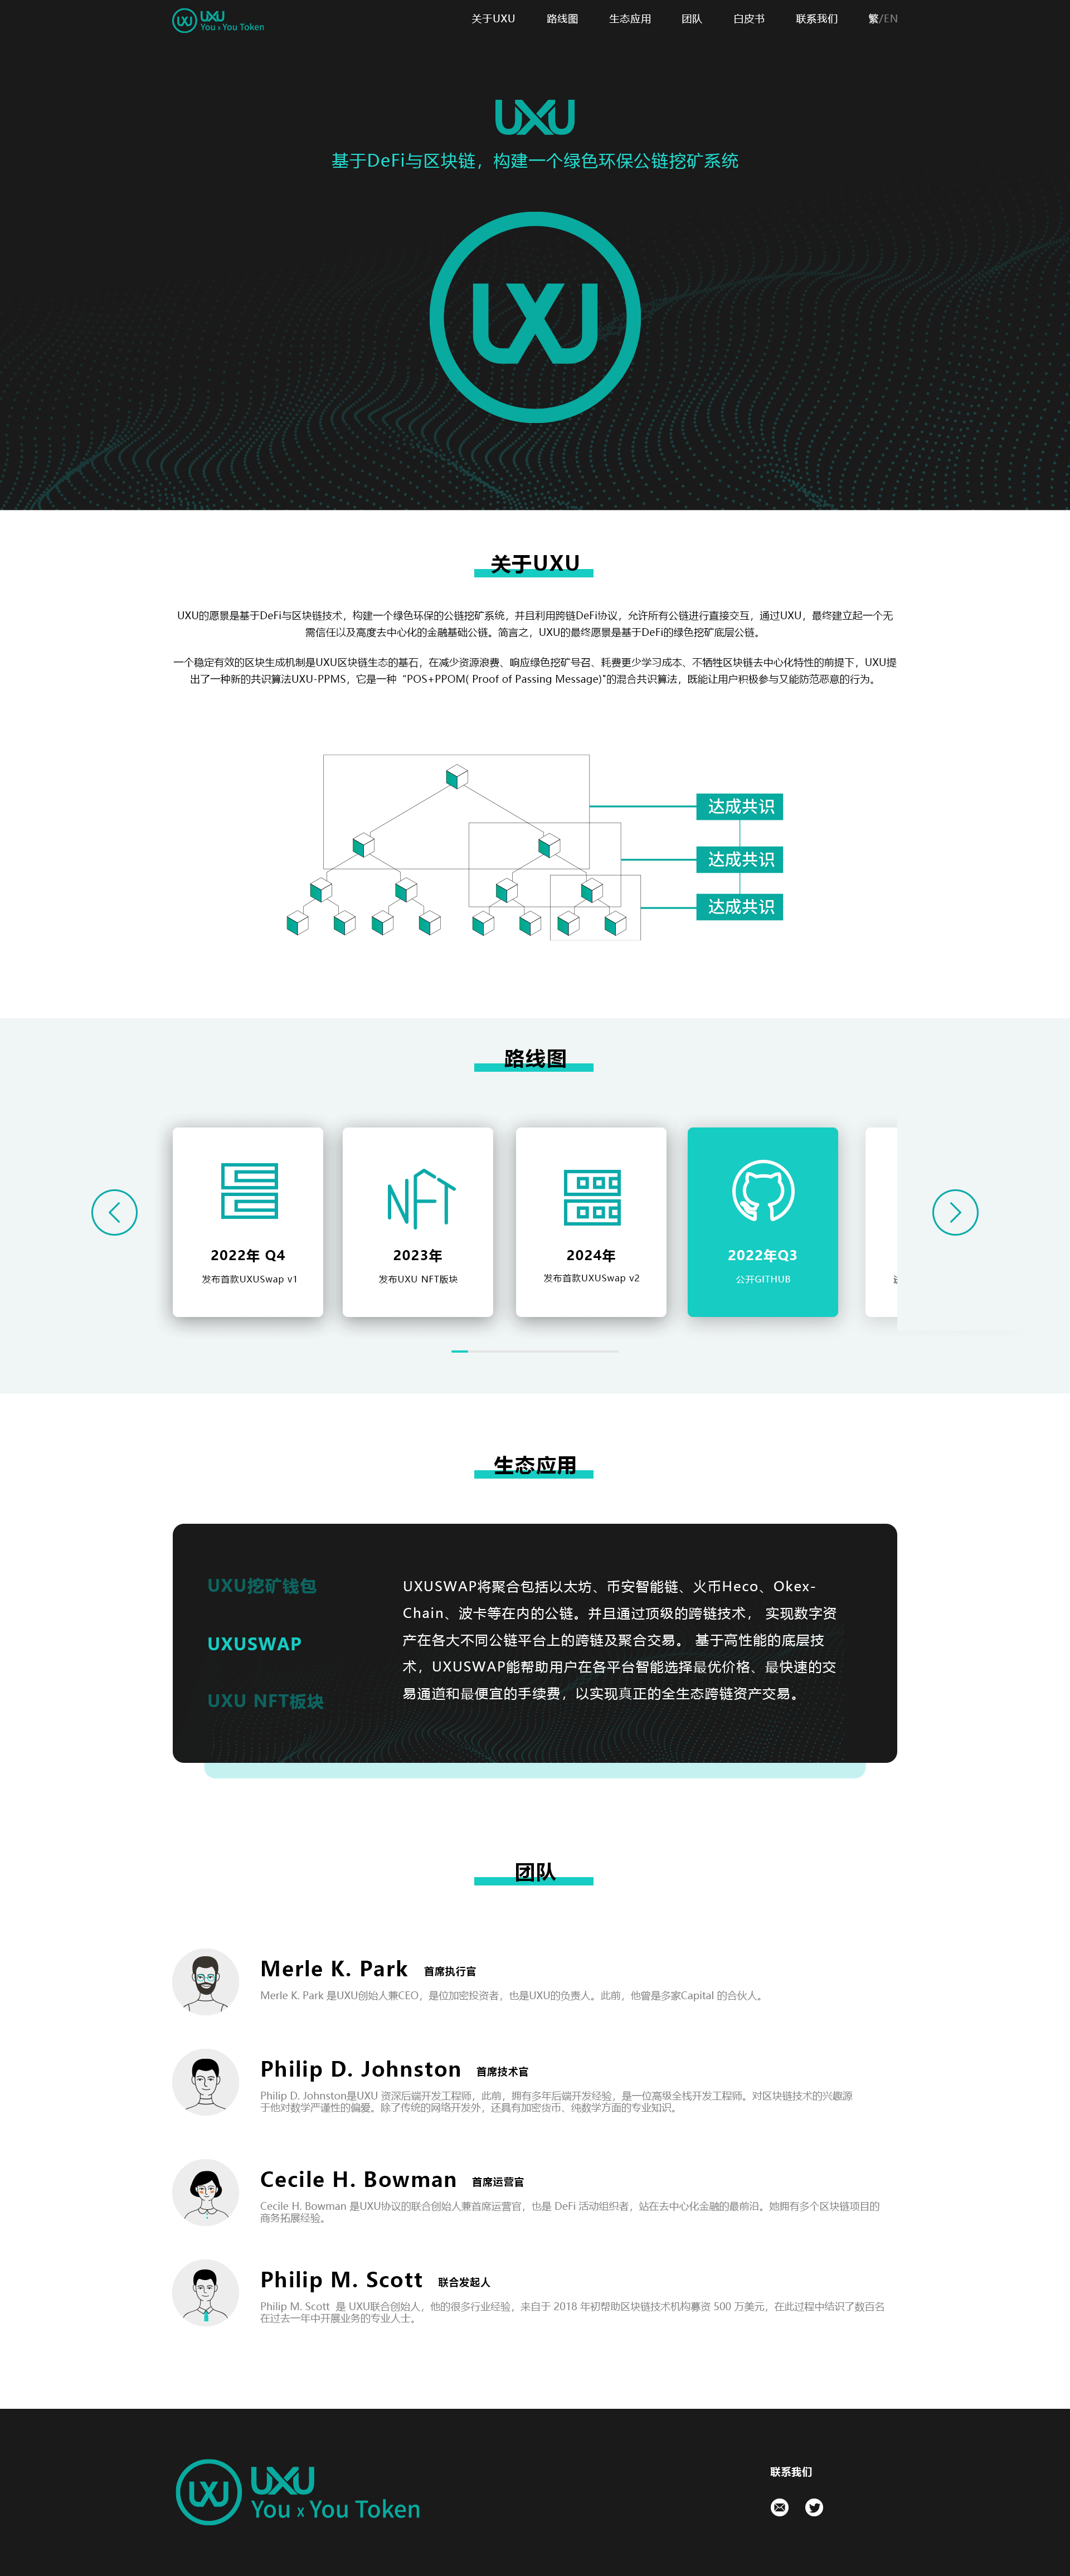 UXU
You x You Token
关于UXU 路线图 生态应用 团队 白皮书 联系我们 繁/EN
UXU
基于DeFi与区块链，构建一个绿色环保公链挖矿系统
UXU
关于UXU
UXU的愿景是基于DeFi与区块链技术，构建一个绿色环保的公链挖矿系统，并且利用跨链DeFi协议，允许所有公链进行直接交互，通过UXU，最终建立起一个无
需信任以及高度去中心化的金融基础公链。简言之，UXU的最终愿景是基于DeFi的绿色挖矿底层公链。
一个稳定有效的区块生成机制是UXU区块链生态的基石，在减少资源浪费、响应绿色挖矿号召、耗费更少学习成本、不牺牲区块链去中心化特性的前提下，UXU提
出了一种新的共识算法UXU-PPMS，它是一种“POS+PPOM( Proof of Passing Message)"的混合共识算法，既能让用户积极参与又能防范恶意的行为。
达成共识
达成共识
达成共识
路线图
NFT
2022年 Q4
发布首款UXUSwap v1
2023年
发布UXU NFT版块
2024年
发布首款UXUSwap v2
2022年Q3
公开GITHUB
生态应用
UXU挖矿钱包
UXUSWAP
UXU NFT板块
UXUSWAP将聚合包括以太坊、币安智能链、火币Heco、Okex-
Chain、波卡等在内的公链。并且通过顶级的跨链技术， 实现数字资
产在各大不同公链平台上的跨链及聚合交易。 基于高性能的底层技
术，UXUSWAP能帮助用户在各平台智能选择最优价格、最快速的交
易通道和最便宜的手续费，以实现真正的全生态跨链资产交易。
团队
Merle K. Park 首席执行官
Merle K. Park 是UXU创始人兼CEO，是位加密投资者，也是UXU的负责人。此前，他曾是多家Capital 的合伙人。
Philip D. Johnston 首席技术官
Philip D. Johnston是UXU 资深后端开发工程师，此前，拥有多年后端开发经验，是一位高级全栈开发工程师。对区块链技术的兴趣源
于他对数学严谨性的偏爱。除了传统的网络开发外，还具有加密货币、纯数学方面的专业知识。
Cecile H. Bowman 首席运营官
Cecile H. Bowman 是UXU协议的联合创始人兼首席运营官，也是 DeFi 活动组织者，站在去中心化金融的最前沿。她拥有多个区块链项目的
商务拓展经验。
Philip M. Scott 联合发起人
Philip M. Scott 是 UXU联合创始人，他的很多行业经验，来自于 2018 年初帮助区块链技术机构募资 500 万美元，在此过程中结识了数百名
在过去一年中开展业务的专业人士。
UXU
UXU
You x You Token
联系我们